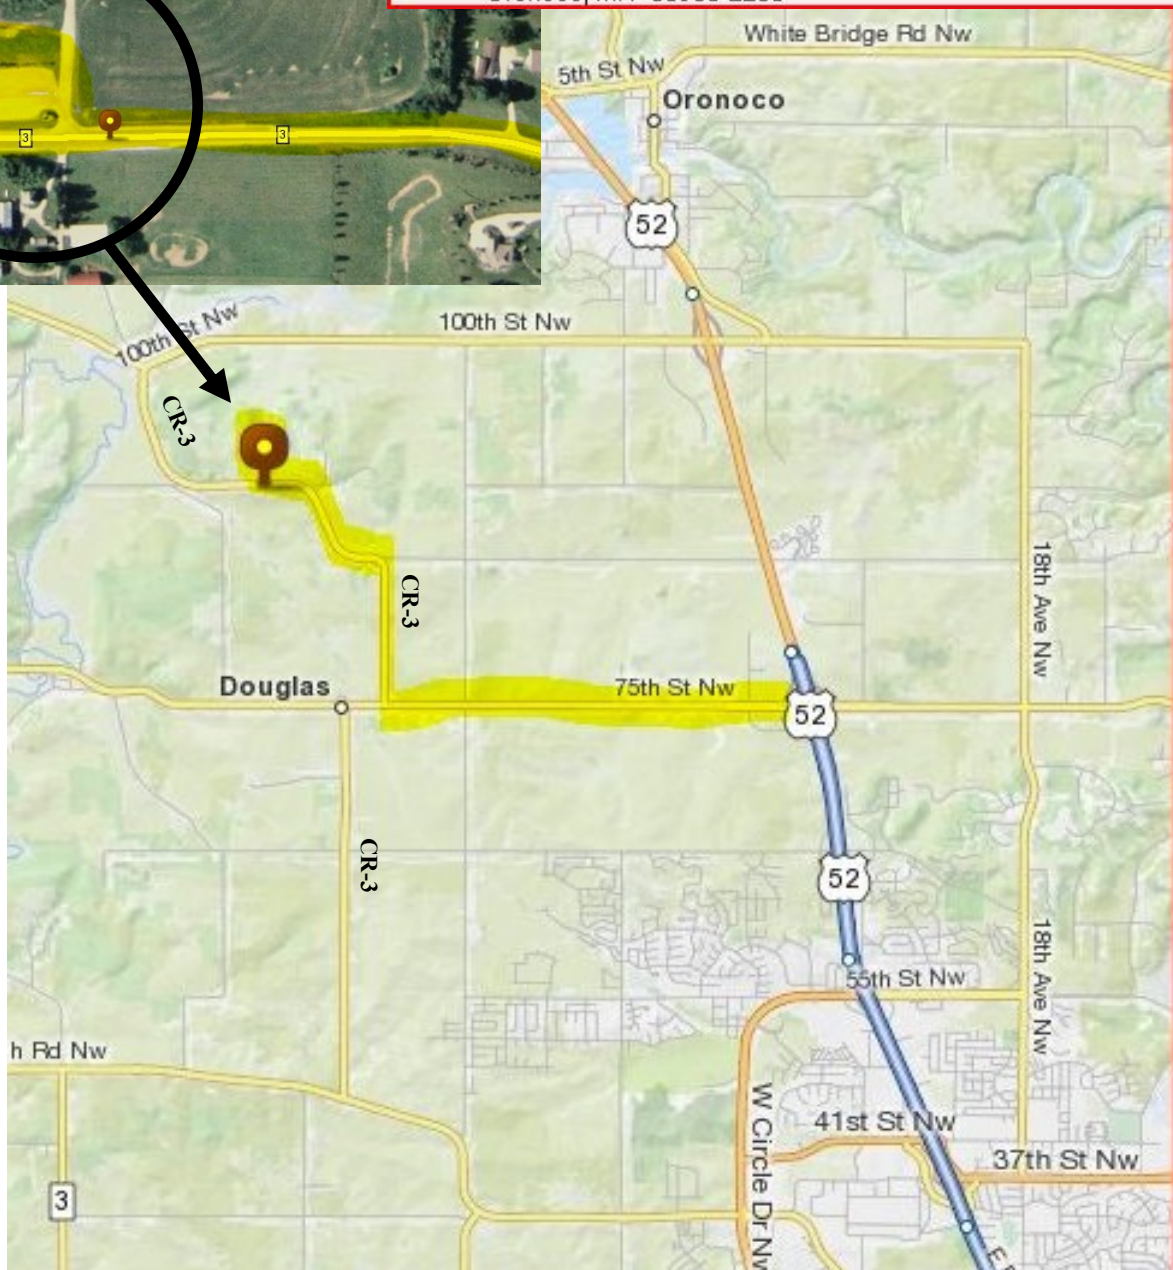 White Bridge Rd Nw
5th St Nw
Oronoco
3
3
52
100th St Nw
100th St Nw
CR-3
CR-3
18th Ave Nw
Douglas
75th St Nw
52
CR-3
52
18th Ave Nw
55th St Nw
h Rd Nw
W Circle Dr Nw
41st St Nw
37th St Nw
3